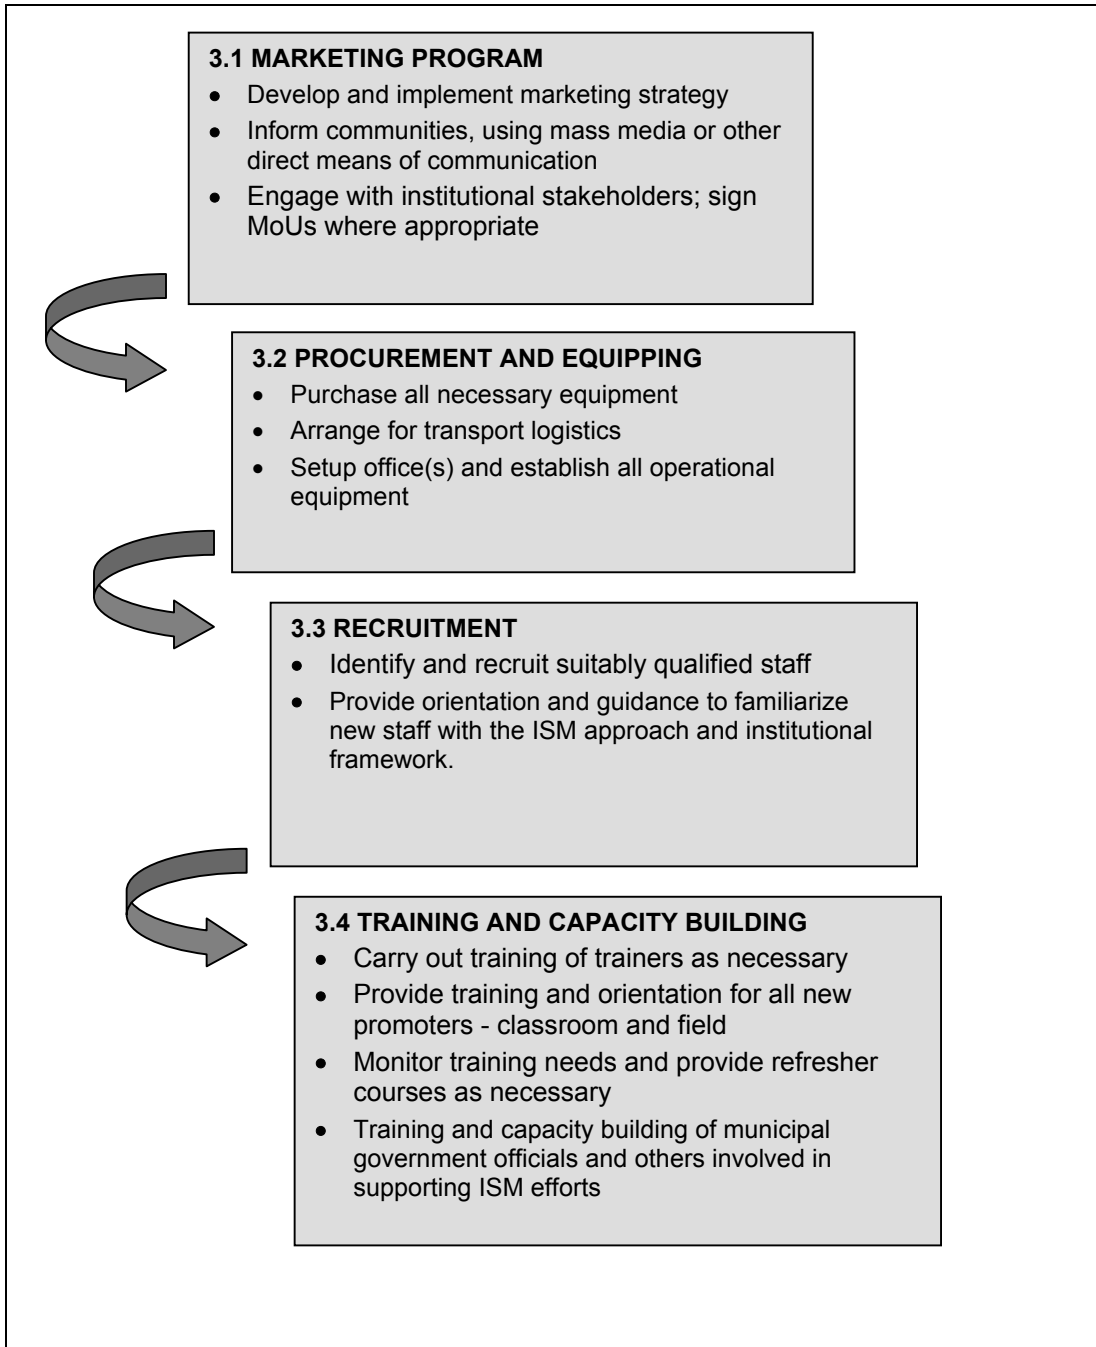 3.1 MARKETING PROGRAM
• Develop and implement marketing strategy
• Inform communities, using mass media or other
direct means of communication
• Engage with institutional stakeholders; sign
MoUs where appropriate
3.2 PROCUREMENT AND EQUIPPING
• Purchase all necessary equipment
• Arrange for transport logistics
• Setup office(s) and establish all operational
equipment
3.3 RECRUITMENT
• Identify and recruit suitably qualified staff
• Provide orientation and guidance to familiarize
new staff with the ISM approach and institutional
framework.
3.4 TRAINING AND CAPACITY BUILDING
• Carry out training of trainers as necessary
• Provide training and orientation for all new
promoters - classroom and field
• Monitor training needs and provide refresher
courses as necessary
• Training and capacity building of municipal
government officials and others involved in
supporting ISM efforts